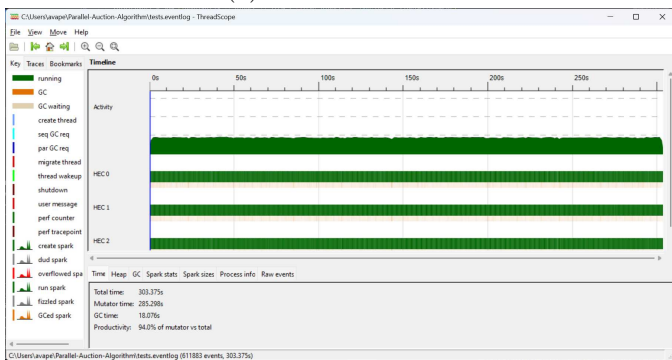 C:\Users\avape\Parallel-Auction-Algorithm\tests.eventlog - ThreadScope
File View Move Help
Key Traces Bookmarks
running
GC
GC waiting
create thread
seq GC req
par GC req
migrate thread
thread wakeup
shutdown
user message
perf counter
perf tracepoint
create spark
dud spark
overflowed spa
run spark
fizzled spark
GCed spark
Timeline
0s 50s 100s 150s 200s 250s
Activity
HEC 0
HEC 1
HEC 2
Time Heap GC Spark stats Spark sizes Process info Raw events
Total time: 303.375s
Mutator time: 285.298s
GC time: 18.076s
Productivity: 94.0% of mutator vs total
C:\Users\avape\Parallel-Auction-Algorithm\tests.eventlog (611883 events, 303.375s)